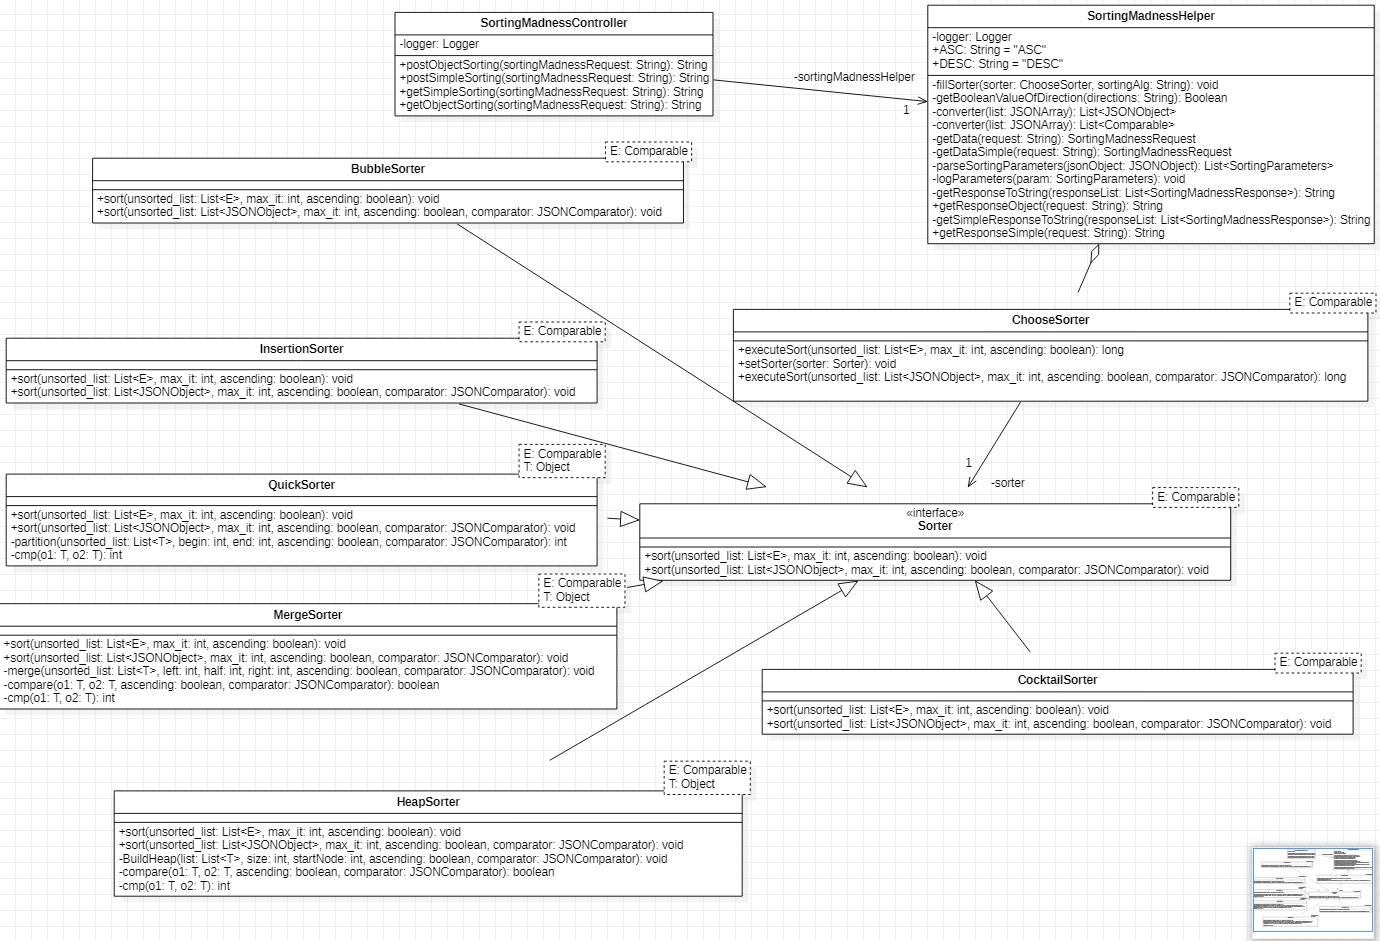 SortingMadnessController
-logger: Logger
+postObjectSorting(sortingMadnessRequest: String): String
+postSimpleSorting(sortingMadnessRequest: String): String
+getSimpleSorting(sortingMadnessRequest: String): String
+getObjectSorting(sortingMadnessRequest: String): String
-sortingMadnessHelper
1
SortingMadnessHelper
-logger: Logger
+ASC: String = "ASC"
+DESC: String = "DESC"
-fillSorter(sorter: ChooseSorter, sortingAlg: String): void
-getBooleanValueOfDirection(directions: String): Boolean
-converter(list: JSONArray): List<JSONObject>
-converter(list: JSONArray): List<Comparable>
-getData(request: String): SortingMadnessRequest
-getDataSimple(request: String): SortingMadnessRequest
-parseSortingParameters(jsonObject: JSONObject): List<SortingParameters>
-logParameters(param: SortingParameters): void
-getResponseToString(responseList: List<SortingMadnessResponse>): String
+getResponseObject(request: String): String
-getSimpleResponseToString(responseList: List<SortingMadnessResponse>): String
+getResponseSimple(request: String): String
E: Comparable
BubbleSorter
+sort(unsorted_list: List<E>, max_it: int, ascending: boolean): void
+sort(unsorted_list: List<JSONObject>, max_it: int, ascending: boolean, comparator: JSONComparator): void
E: Comparable
ChooseSorter
+executeSort(unsorted_list: List<E>, max_it: int, ascending: boolean): long
+setSorter(sorter: Sorter): void
+executeSort(unsorted_list: List<JSONObject>, max_it: int, ascending: boolean, comparator: JSONComparator): long
E: Comparable
InsertionSorter
+sort(unsorted_list: List<E>, max_it: int, ascending: boolean): void
+sort(unsorted_list: List<JSONObject>, max_it: int, ascending: boolean, comparator: JSONComparator): void
1
-sorter
E: Comparable
T: Object
QuickSorter
+sort(unsorted_list: List<E>, max_it: int, ascending: boolean): void
+sort(unsorted_list: List<JSONObject>, max_it: int, ascending: boolean, comparator: JSONComparator): void
-partition(unsorted_list: List<T>, begin: int, end: int, ascending: boolean, comparator: JSONComparator): int
-cmp(o1: T, o2: T): int
E: Comparable
«interface»
Sorter
+sort(unsorted_list: List<E>, max_it: int, ascending: boolean): void
+sort(unsorted_list: List<JSONObject>, max_it: int, ascending: boolean, comparator: JSONComparator): void
E: Comparable
T: Object
MergeSorter
+sort(unsorted_list: List<E>, max_it: int, ascending: boolean): void
+sort(unsorted_list: List<JSONObject>, max_it: int, ascending: boolean, comparator: JSONComparator): void
-merge(unsorted_list: List<T>, left: int, half: int, right: int, ascending: boolean, comparator: JSONComparator): void
-compare(o1: T, o2: T, ascending: boolean, comparator: JSONComparator): boolean
-cmp(o1: T, o2: T): int
E: Comparable
CocktailSorter
+sort(unsorted_list: List<E>, max_it: int, ascending: boolean): void
+sort(unsorted_list: List<JSONObject>, max_it: int, ascending: boolean, comparator: JSONComparator): void
E: Comparable
T: Object
HeapSorter
+sort(unsorted_list: List<E>, max_it: int, ascending: boolean): void
+sort(unsorted_list: List<JSONObject>, max_it: int, ascending: boolean, comparator: JSONComparator): void
-BuildHeap(list: List<T>, size: int, startNode: int, ascending: boolean, comparator: JSONComparator): void
-compare(o1: T, o2: T, ascending: boolean, comparator: JSONComparator): boolean
-cmp(o1: T, o2: T): int